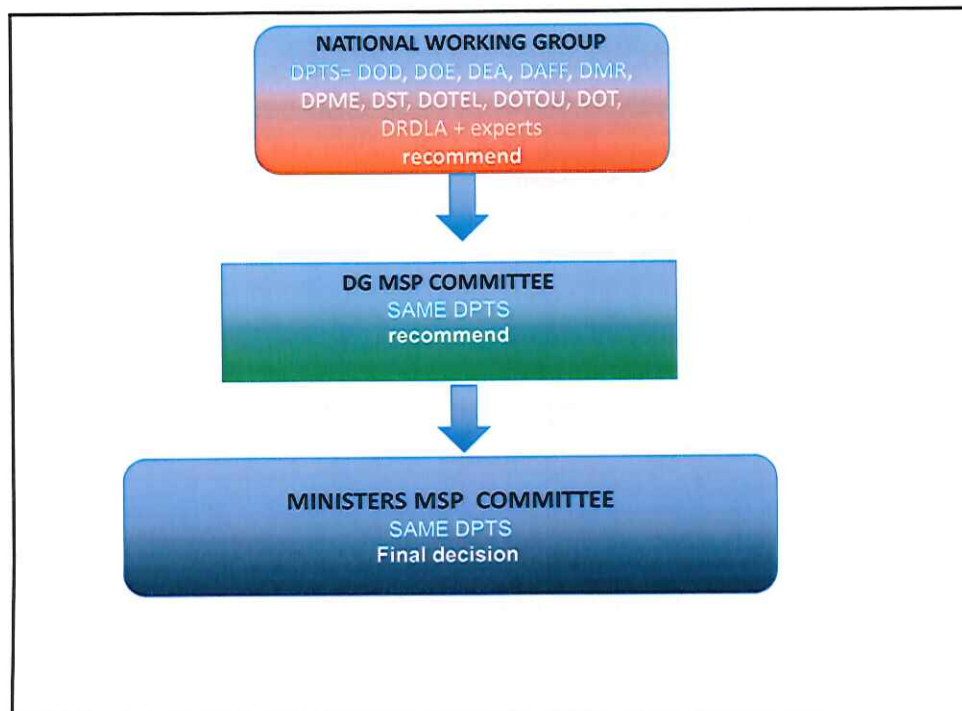 NATIONAL WORKING GROUP
DPTS= DOD, DOE, DEA, DAFF, DMR,
DPME, DST, DOTEL, DOTOU, DOT,
DRDLA + experts
recommend
DG MSP COMMITTEE
SAME DPTS
recommend
MINISTERS MSP COMMITTEE
SAME DPTS
Final decision